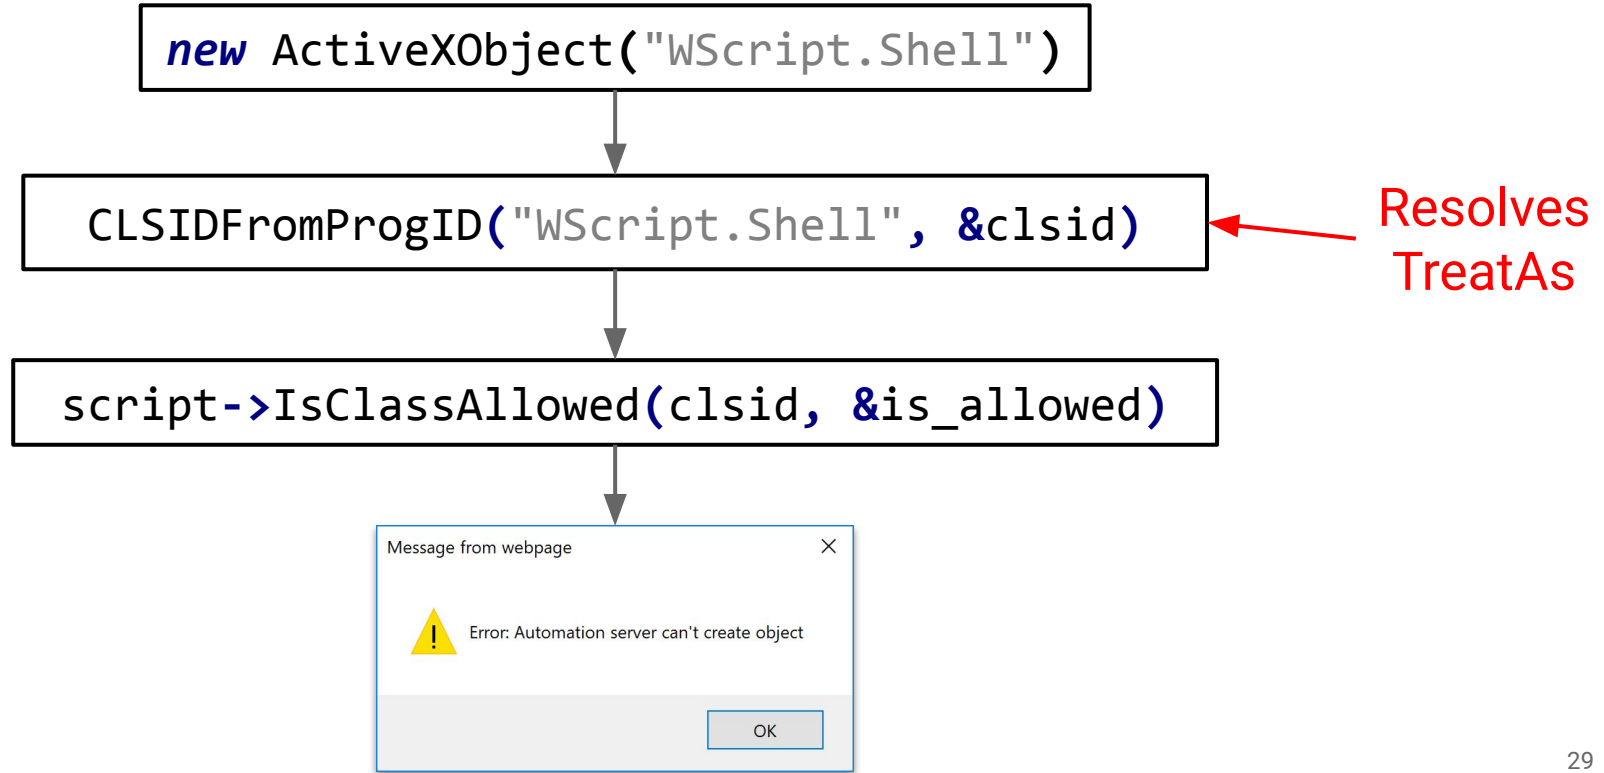 new ActiveXObject("WScript.Shell")
CLSIDFromProgID("WScript.Shell", &clsid)
Resolves
TreatAs
script->IsClassAllowed(clsid, &is_allowed)
Message from webpage
Error: Automation server can't create object
OK
29